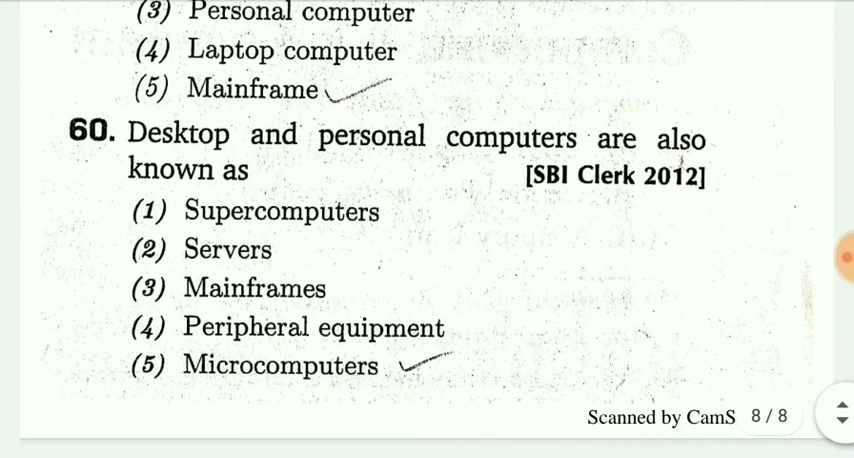 (3) Personal computer
(4) Laptop computer
(5) Mainframe
60. Desktop and personal computers are also
known as [SBI Clerk 2012]
(1) Supercomputers
(2) Servers
(3) Mainframes
(4) Peripheral equipment
(5) Microcomputers
Scanned by CamS 8/8